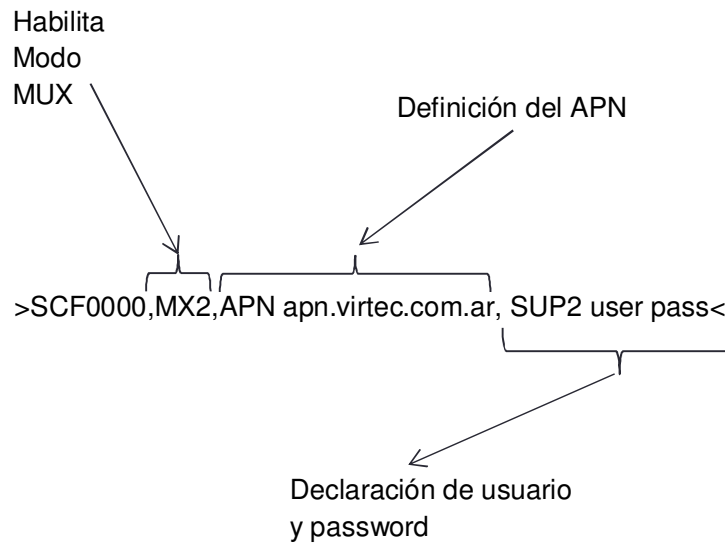 Habilita
Modo
MUX
Definición del APN
>SCF0000,MX2,APN apn.virtec.com.ar, SUP2 user pass<
Declaración de usuario
y password